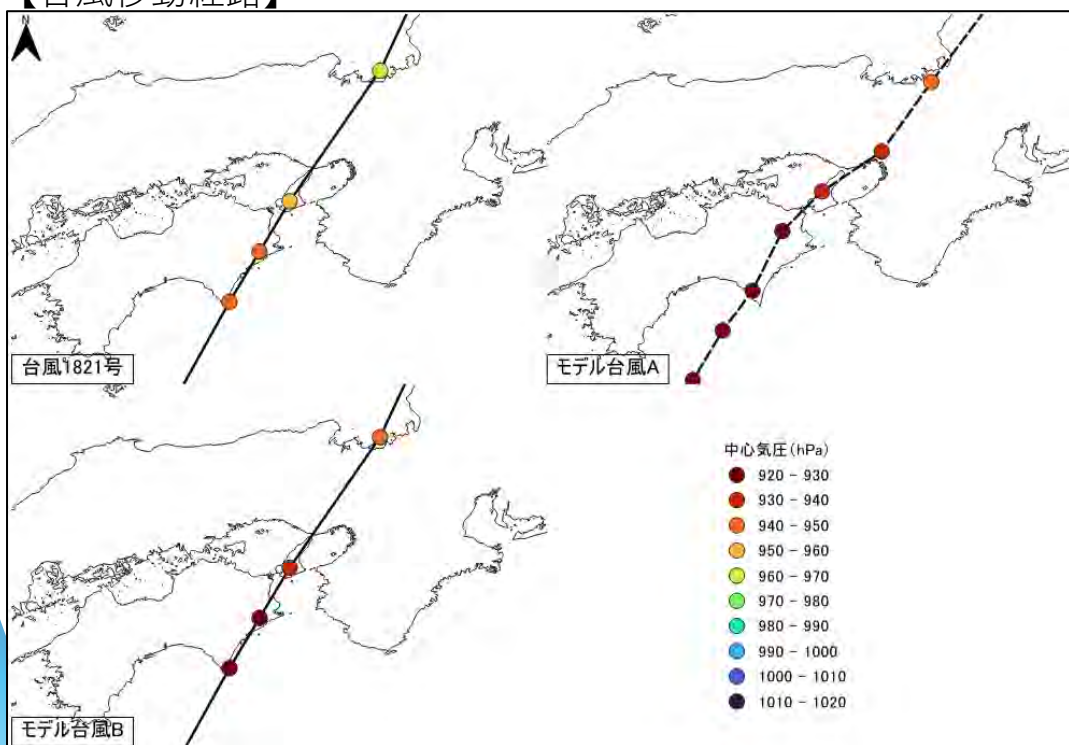 【台風移動経路】
N
台風1821号
モデル台風A
モデル台風B
中心気圧(hPa)
920 - 930
930 - 940
940 - 950
950 - 960
960 - 970
970 - 980
980 - 990
990 - 1000
1000 - 1010
1010 - 1020